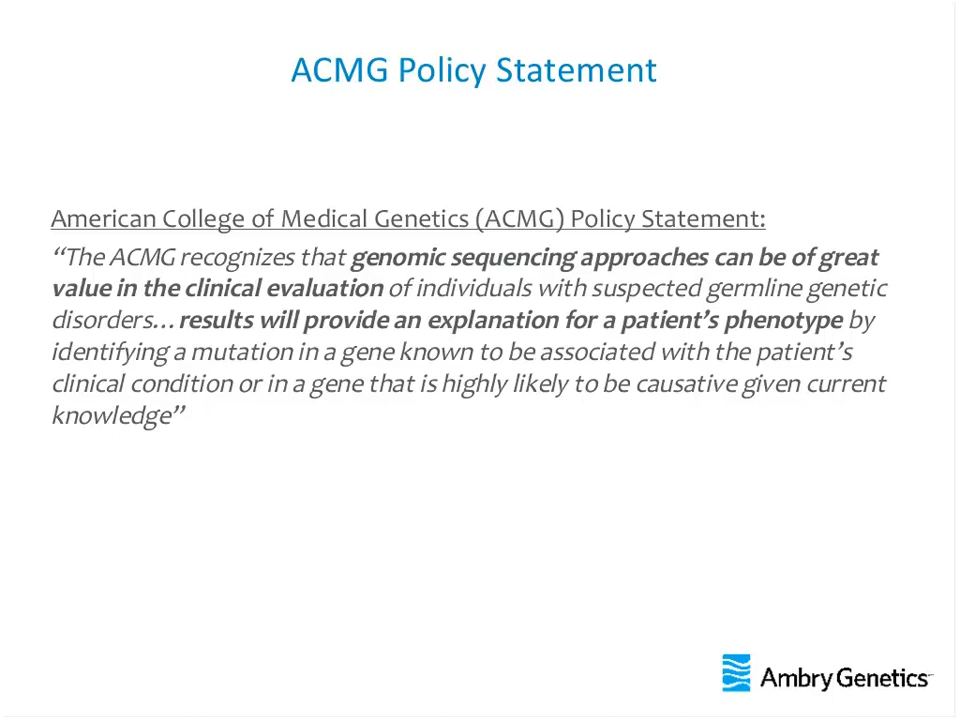 ACMG Policy Statement
American College of Medical Genetics (ACMG) Policy Statement:
“The ACMG recognizes that genomic sequencing approaches can be of great
value in the clinical evaluation of individuals with suspected germline genetic
disorders…results will provide an explanation for a patient’s phenotype by
identifying a mutation in a gene known to be associated with the patient’s
clinical condition or in a gene that is highly likely to be causative given current
knowledge”
Ambry Genetics